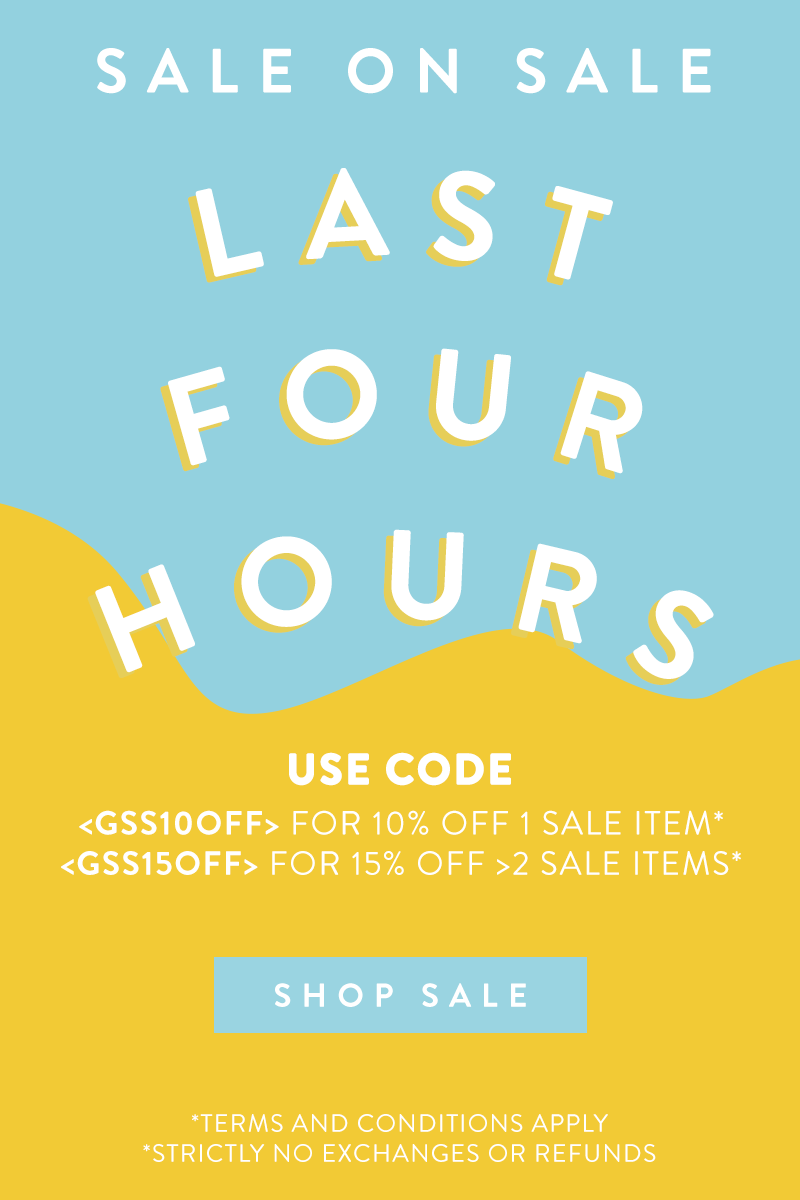 SALE ON SALE
LAST
FOUR
HOURS
USE CODE
<GSS10OFF> FOR 10% OFF 1 SALE ITEM*
<GSS15OFF> FOR 15% OFF >2 SALE ITEMS*
SHOP SALE
*TERMS AND CONDITIONS APPLY
*STRICTLY NO EXCHANGES OR REFUNDS